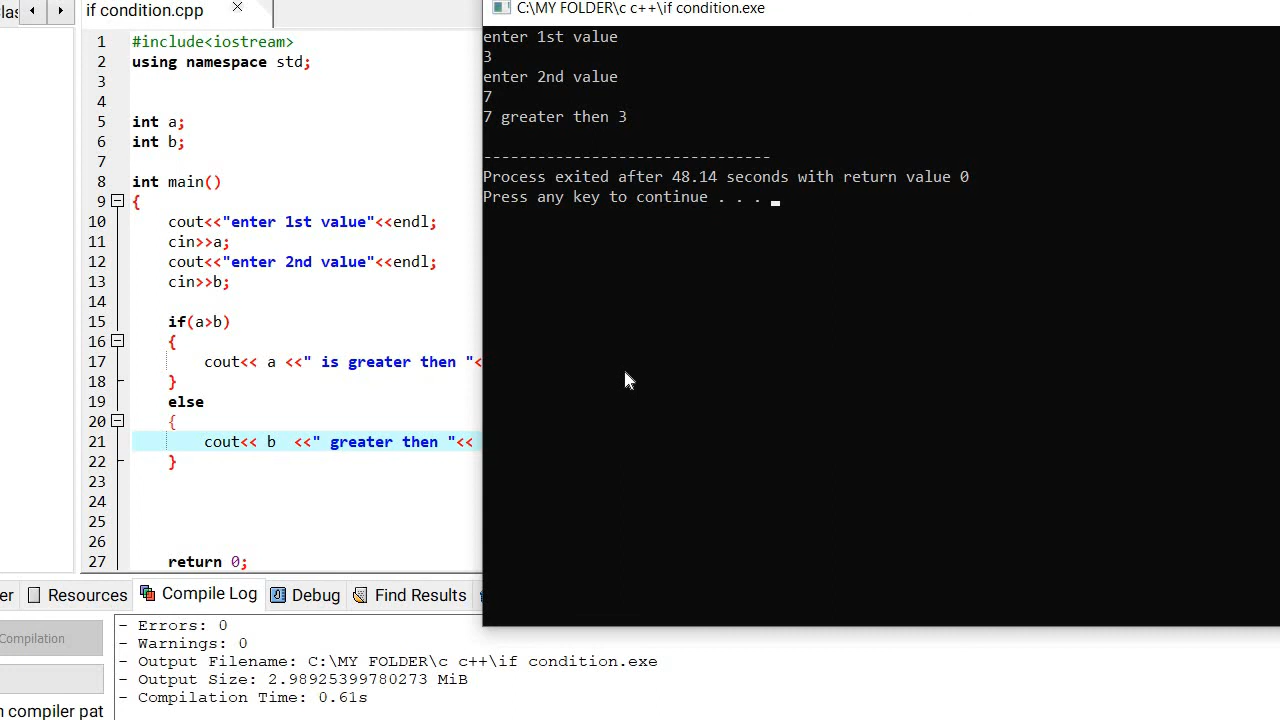 Clas
if condition.cpp
1 #include<iostream>
2 using namespace std;
3
4
5 int a;
6 int b;
7
8 int main()
9 {
10 cout<<"enter 1st value"<<endl;
11 cin>>a;
12 cout<<"enter 2nd value"<<endl;
13 cin>>b;
14
15 if(a>b)
16 {
17 cout<< a <<" is greater then "<
18 }
19 else
20 {
21 cout<< b  <<" greater then "<<
22 }
23
24
25
26
27 return 0;
C:\MY FOLDER\c c++\if condition.exe
enter 1st value
3
enter 2nd value
7
7 greater then 3
--------------------------------
Process exited after 48.14 seconds with return value 0
Press any key to continue . . .
er Resources Compile Log Debug Find Results
Compilation
n compiler pat
- Errors: 0
- Warnings: 0
- Output Filename: C:\MY FOLDER\c c++\if condition.exe
- Output Size: 2.98925399780273 MiB
- Compilation Time: 0.61s